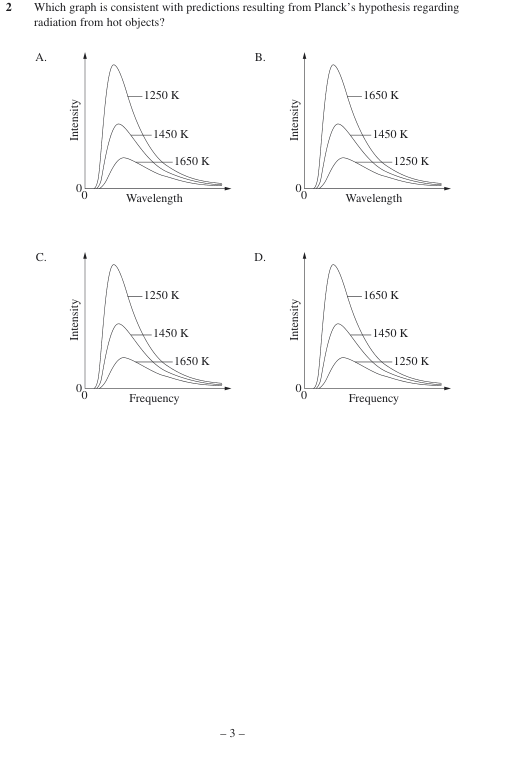 2 Which graph is consistent with predictions resulting from Planck's hypothesis regarding
radiation from hot objects?
A.
Intensity
1250 K
1450 K
1650 K
0
0
Wavelength
B.
Intensity
1650 K
1450 K
1250 K
0
0
Wavelength
C.
Intensity
1250 K
1450 K
1650 K
0
0
Frequency
D.
Intensity
1650 K
1450 K
1250 K
0
0
Frequency
– 3 –